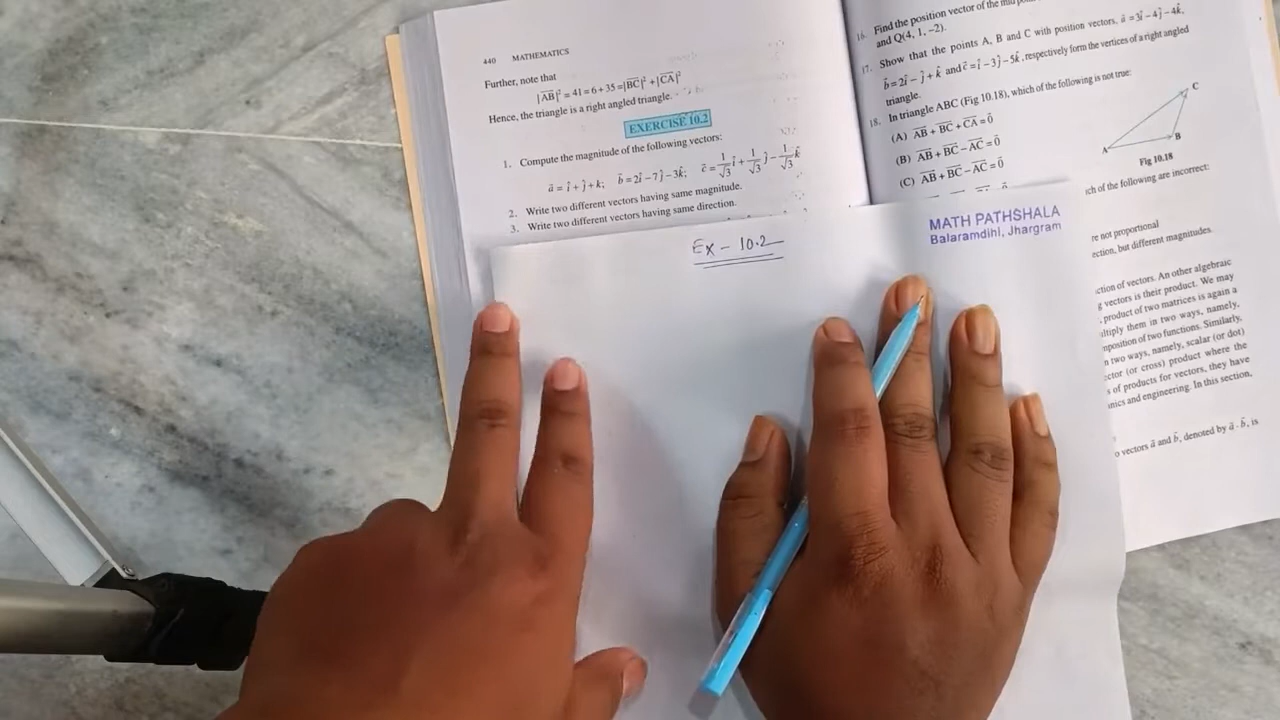 440 MATHEMATICS
Further, note that
|AB|² = 41 = 6 + 35 = |BC|² + |CA|²
Hence, the triangle is a right angled triangle.
EXERCISE 10.2
1. Compute the magnitude of the following vectors:
a⃗ = î + ĵ + k; b⃗ = 2î − 7ĵ − 3k̂; c⃗ = 1/√3 î + 1/√3 ĵ − 1/√3 k̂
2. Write two different vectors having same magnitude.
3. Write two different vectors having same direction.
Ex - 10.2
MATH PATHSHALA
Balaramdihi, Jhargram
16. Find the position vector of the mid
and Q(4, 1, –2).
17. Show that the points A, B and C with position vectors, a⃗ = 3î − 4ĵ − 4k̂,
b⃗ = 2î − ĵ + k̂ and c⃗ = î − 3ĵ − 5k̂, respectively form the vertices of a right angled
triangle.
18. In triangle ABC (Fig 10.18), which of the following is not true:
(A) AB + BC + CA = 0⃗
(B) AB + BC − AC = 0⃗
(C) AB + BC − AC = 0⃗
C
A
B
Fig 10.18
ich of the following are incorrect:
re not proportional
ection, but different magnitudes.
ction of vectors. An other algebraic
g vectors is their product. We may
product of two matrices is again a
ultiply them in two ways, namely,
mposition of two functions. Similarly,
n two ways, namely, scalar (or dot)
ctor (or cross) product where the
s of products for vectors, they have
anics and engineering. In this section,
o vectors a⃗ and b⃗, denoted by a⃗ · b⃗, is